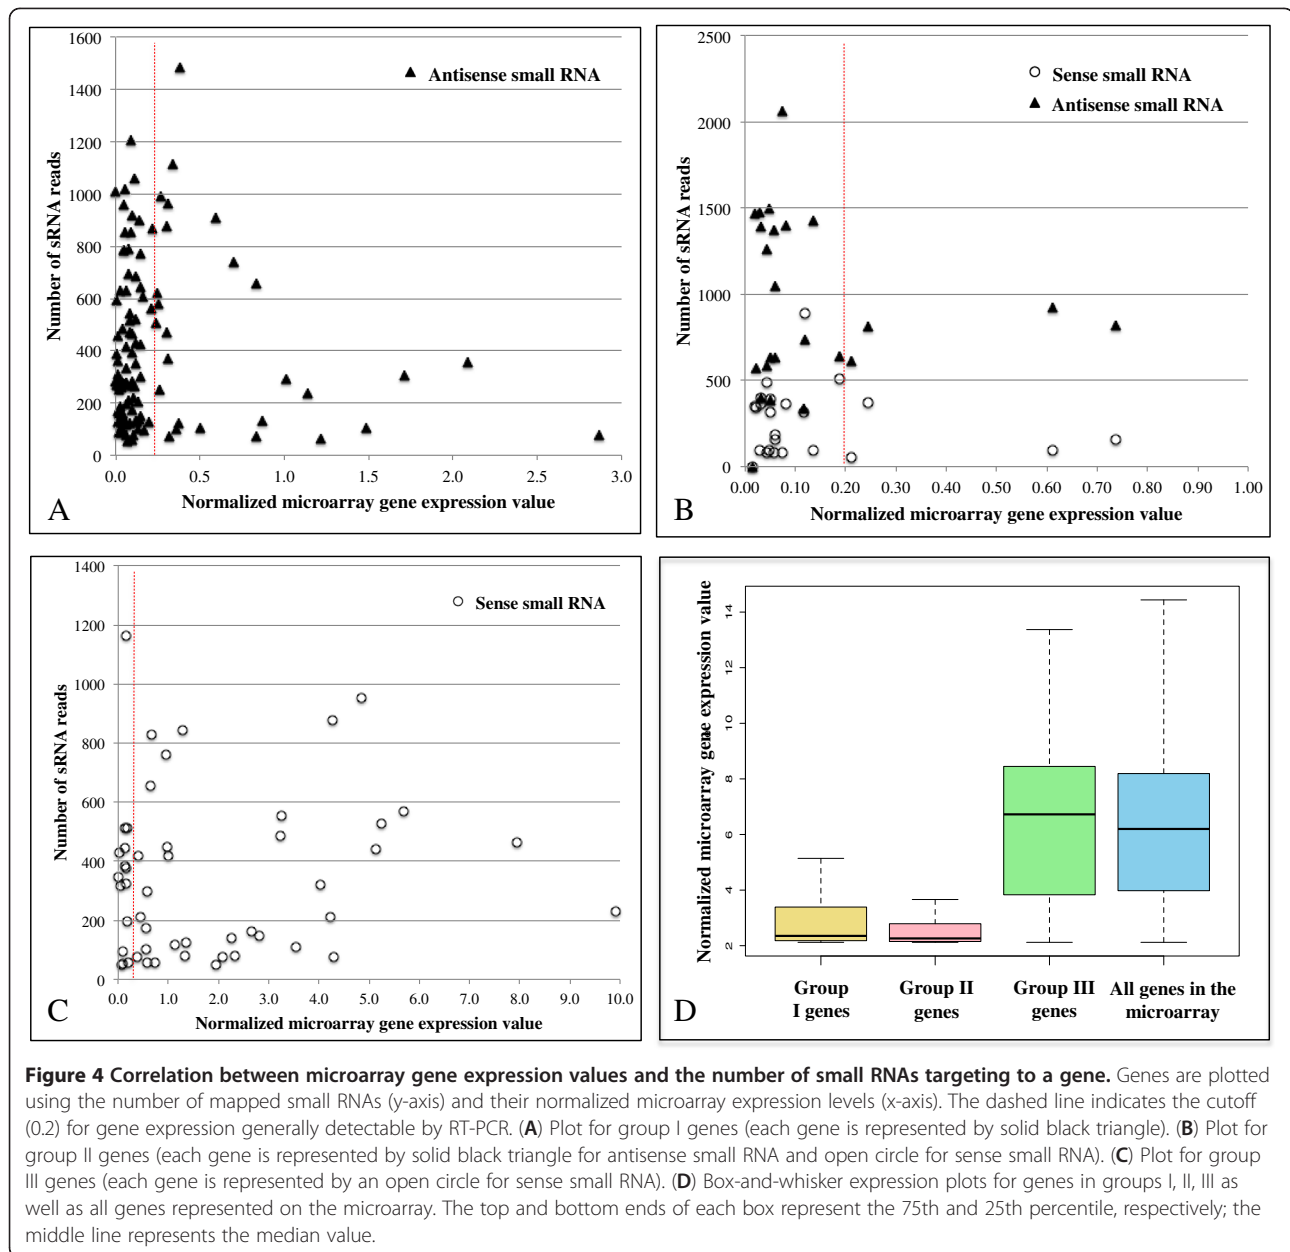 1600
1400
1200
1000
800
600
400
200
0
Number of sRNA reads
▲ Antisense small RNA
0.0 0.5 1.0 1.5 2.0 2.5 3.0
Normalized microarray gene expression value
A
2500
2000
1500
1000
500
0
Number of sRNA reads
○ Sense small RNA
▲ Antisense small RNA
0.00 0.10 0.20 0.30 0.40 0.50 0.60 0.70 0.80 0.90 1.00
Normalized microarray gene expression value
B
1400
1200
1000
800
600
400
200
0
Number of sRNA reads
○ Sense small RNA
0.0 1.0 2.0 3.0 4.0 5.0 6.0 7.0 8.0 9.0 10.0
Normalized microarray gene expression value
C
14
12
10
8
6
4
2
Normalized microarray gene expression value
Group I genes
Group II genes
Group III genes
All genes in the microarray
D
Figure 4 Correlation between microarray gene expression values and the number of small RNAs targeting to a gene. Genes are plotted
using the number of mapped small RNAs (y-axis) and their normalized microarray expression levels (x-axis). The dashed line indicates the cutoff
(0.2) for gene expression generally detectable by RT-PCR. (A) Plot for group I genes (each gene is represented by solid black triangle). (B) Plot for
group II genes (each gene is represented by solid black triangle for antisense small RNA and open circle for sense small RNA). (C) Plot for group
III genes (each gene is represented by an open circle for sense small RNA). (D) Box-and-whisker expression plots for genes in groups I, II, III as
well as all genes represented on the microarray. The top and bottom ends of each box represent the 75th and 25th percentile, respectively; the
middle line represents the median value.